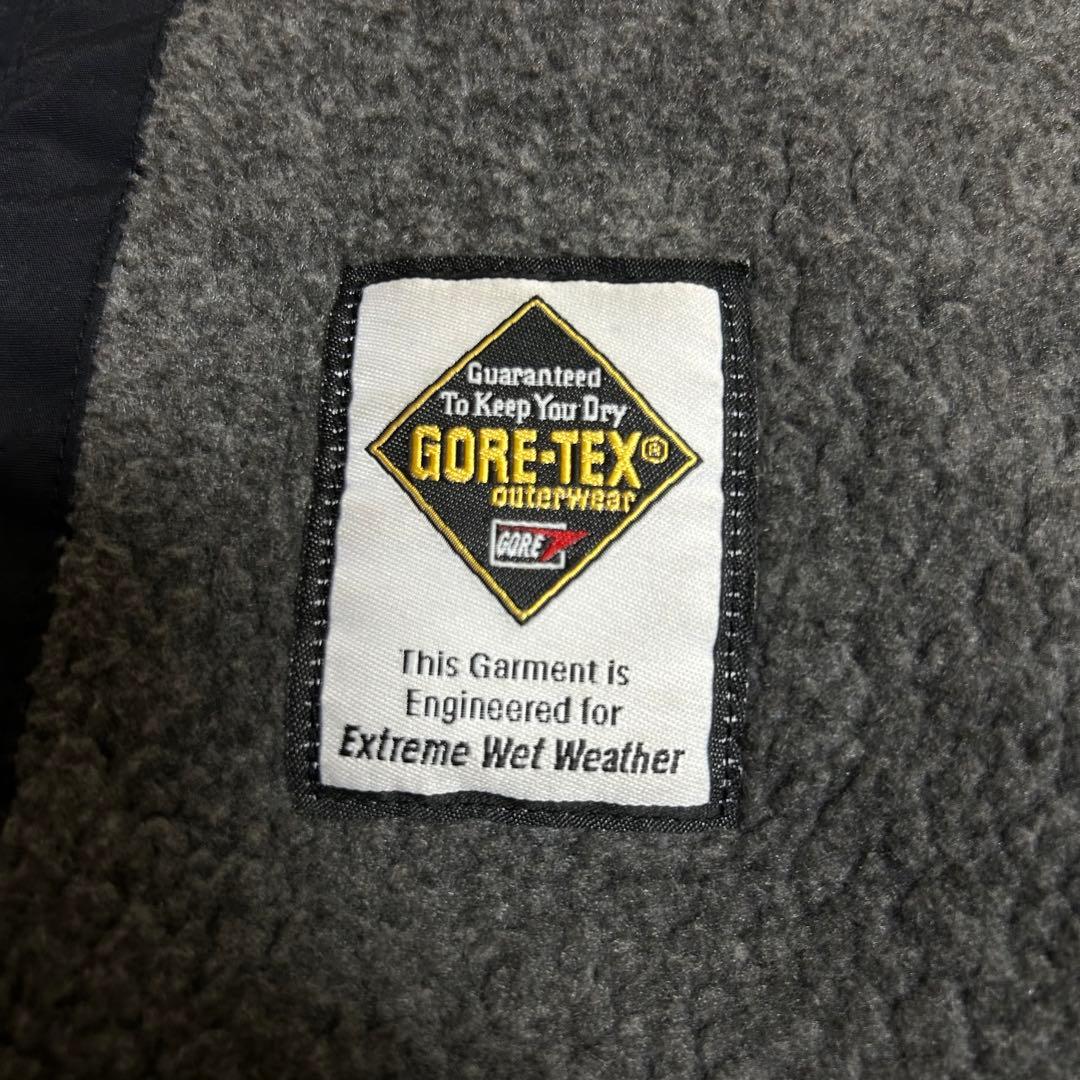 Guaranteed
To Keep You Dry
GORE-TEX®
outerwear
GORE
This Garment is
Engineered for
Extreme Wet Weather